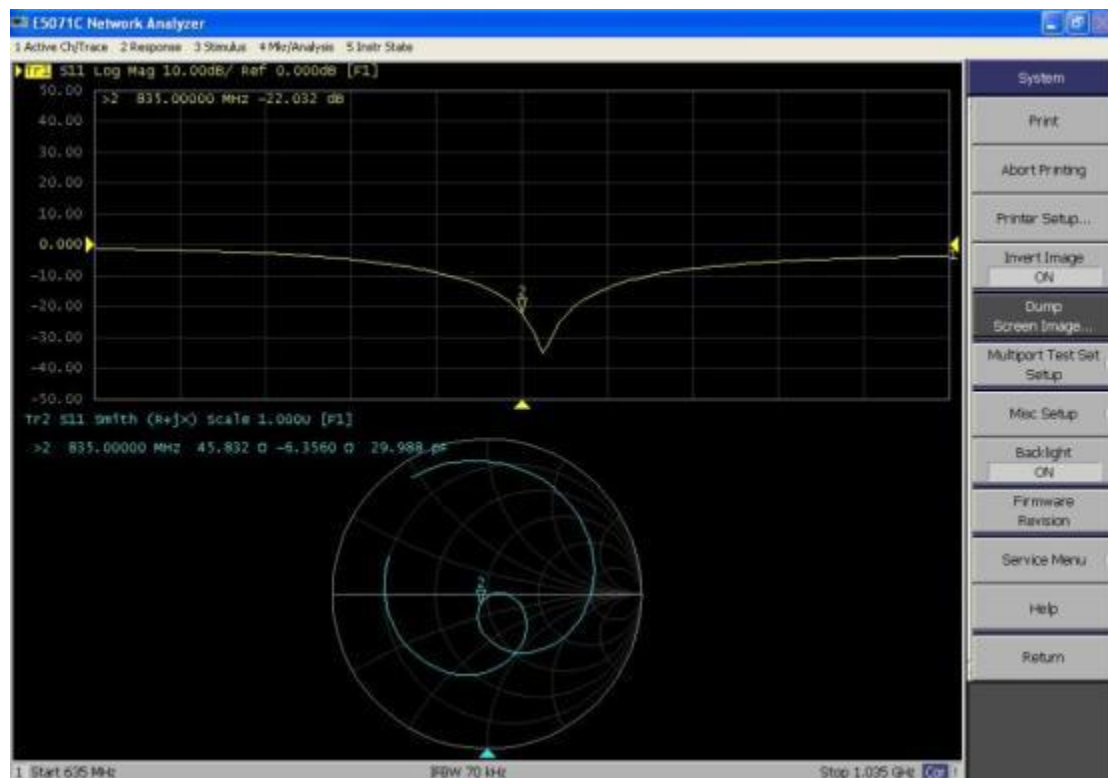 E5071C Network Analyzer
1 Active Ch/Trace 2 Response 3 Stimulus 4 Mkr/Analysis 5 Instr State
Tr1 S11 Log Mag 10.00dB/ Ref 0.000dB [F1]
50.00
>2 835.00000 MHz -22.032 dB
40.00
30.00
20.00
10.00
0.000
-10.00
-20.00
2
-30.00
-40.00
-50.00
Tr2 S11 Smith (R+jX) Scale 1.000U [F1]
>2 835.00000 MHz 45.832 Ω -6.3560 Ω 29.988 pF
2
1 Start 635 MHz
IFBW 70 kHz
Stop 1.035 GHz Cor !
System
Print
Abort Printing
Printer Setup...
Invert Image
ON
Dump
Screen Image...
Multiport Test Set
Setup
Misc Setup
Backlight
ON
Firmware
Revision
Service Menu
Help
Return